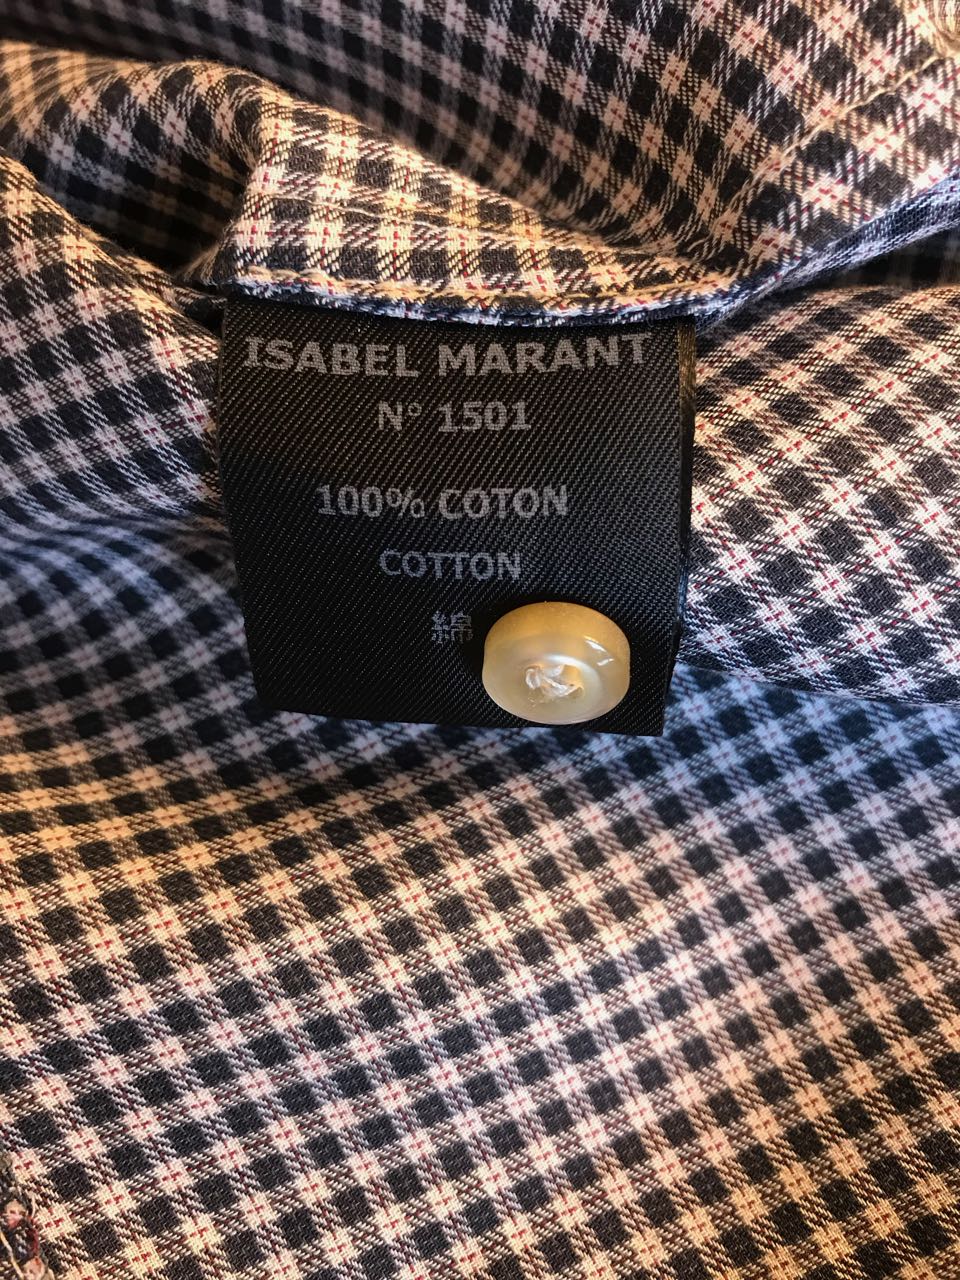 ISABEL MARANT
N° 1501
100% COTON
COTTON
綿